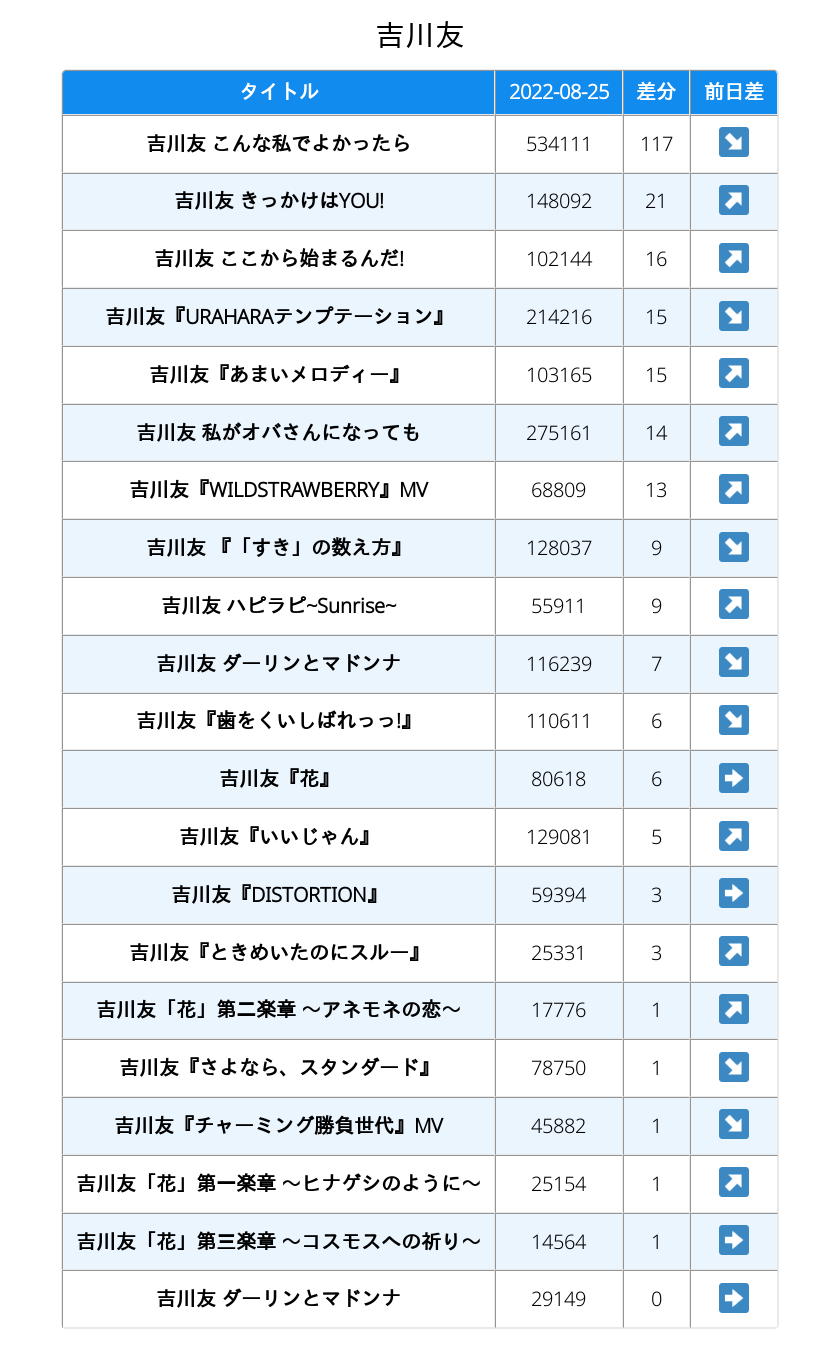 吉川友
タイトル 2022-08-25 差分 前日差
吉川友 こんな私でよかったら 534111 117 ↘
吉川友 きっかけはYOU! 148092 21 ↗
吉川友 ここから始まるんだ! 102144 16 ↗
吉川友『URAHARAテンプテーション』 214216 15 ↘
吉川友『あまいメロディー』 103165 15 ↗
吉川友 私がオバさんになっても 275161 14 ↗
吉川友『WILDSTRAWBERRY』MV 68809 13 ↗
吉川友 『「すき」の数え方』 128037 9 ↘
吉川友 ハピラピ~Sunrise~ 55911 9 ↗
吉川友 ダーリンとマドンナ 116239 7 ↘
吉川友『歯をくいしばれっっ!』 110611 6 ↘
吉川友『花』 80618 6 ➡
吉川友『いいじゃん』 129081 5 ↗
吉川友『DISTORTION』 59394 3 ➡
吉川友『ときめいたのにスルー』 25331 3 ↗
吉川友「花」第二楽章 〜アネモネの恋〜 17776 1 ↗
吉川友『さよなら、スタンダード』 78750 1 ↘
吉川友『チャーミング勝負世代』MV 45882 1 ↘
吉川友「花」第一楽章 〜ヒナゲシのように〜 25154 1 ↗
吉川友「花」第三楽章 〜コスモスへの祈り〜 14564 1 ➡
吉川友 ダーリンとマドンナ 29149 0 ➡